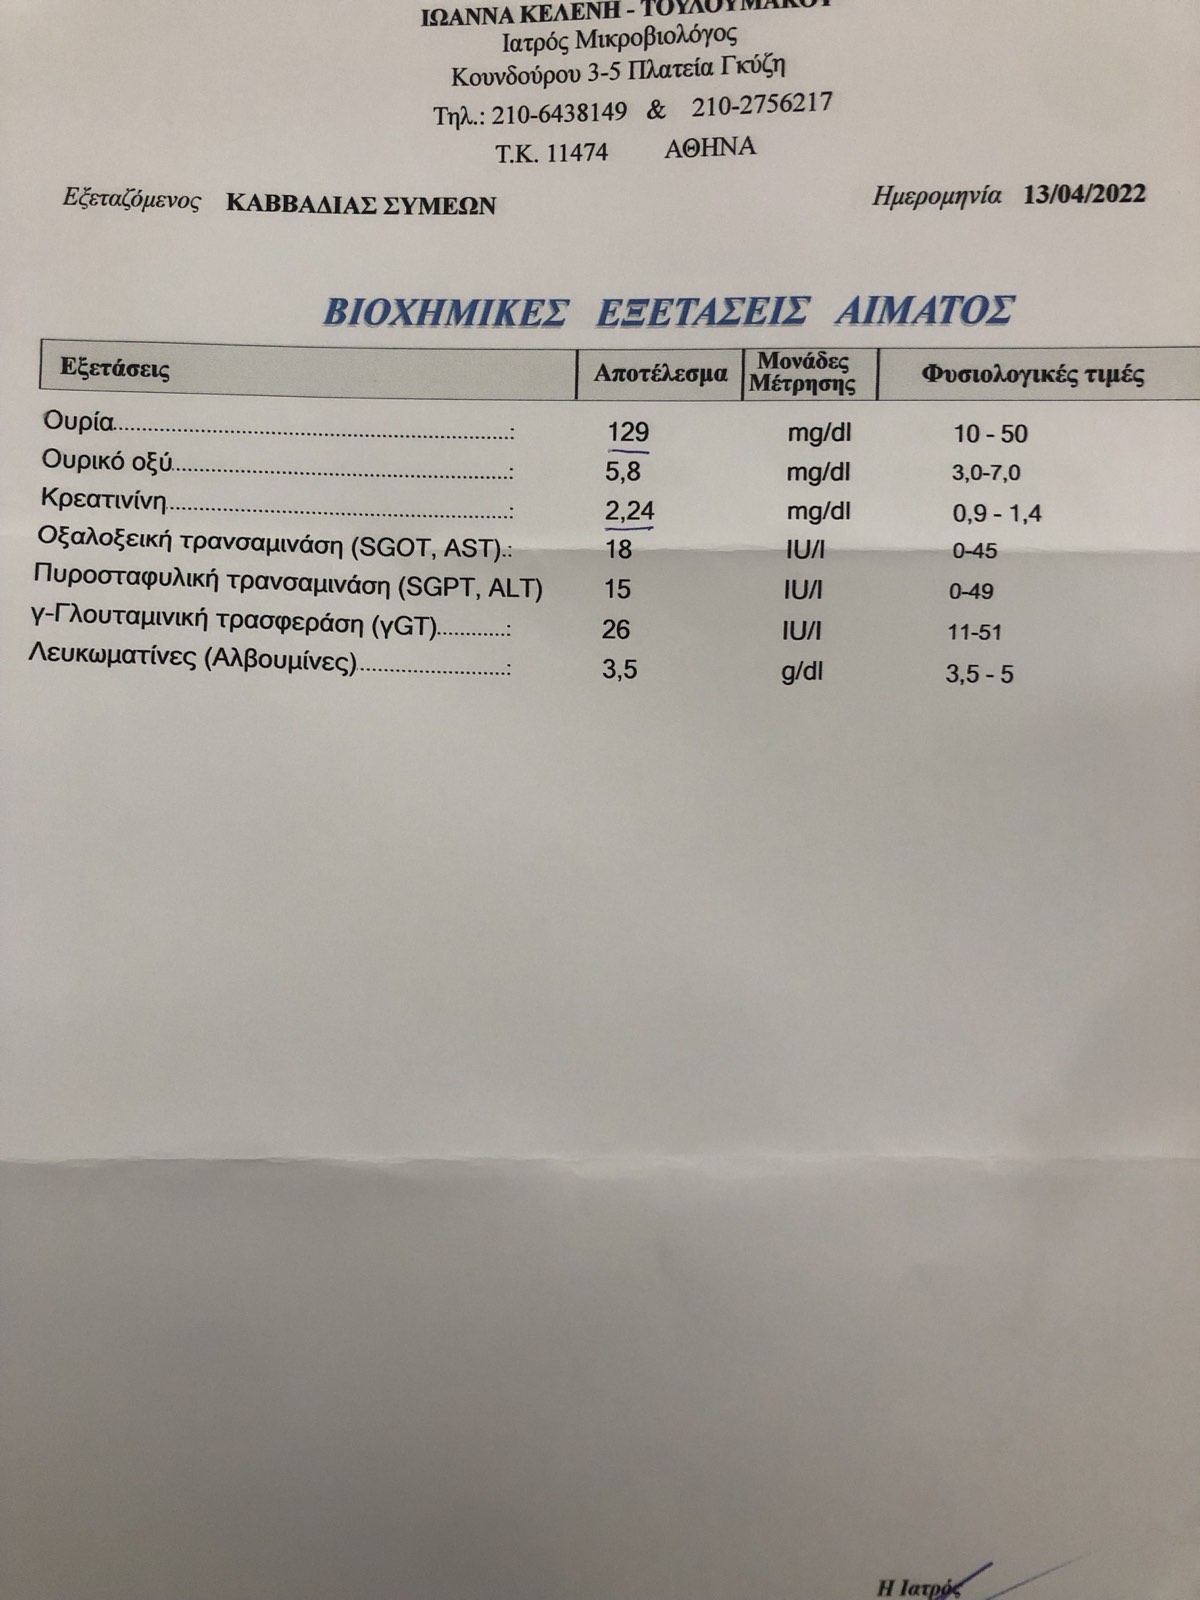 ΙΩΑΝΝΑ ΚΕΛΕΝΗ - ΤΟΥΛΟΥΜΑΚΟΥ
Ιατρός Μικροβιολόγος
Κουνδούρου 3-5 Πλατεία Γκύζη
Τηλ.: 210-6438149 & 210-2756217
Τ.Κ. 11474 ΑΘΗΝΑ
Εξεταζόμενος ΚΑΒΒΑΔΙΑΣ ΣΥΜΕΩΝ Ημερομηνία 13/04/2022
ΒΙΟΧΗΜΙΚΕΣ ΕΞΕΤΑΣΕΙΣ ΑΙΜΑΤΟΣ
Εξετάσεις Αποτέλεσμα Μονάδες Μέτρησης Φυσιολογικές τιμές
Ουρία..........: 129 mg/dl 10 - 50
Ουρικό οξύ..........: 5,8 mg/dl 3,0-7,0
Κρεατινίνη..........: 2,24 mg/dl 0,9 - 1,4
Οξαλοξεική τρανσαμινάση (SGOT, AST).: 18 IU/l 0-45
Πυροσταφυλική τρανσαμινάση (SGPT, ALT) 15 IU/l 0-49
γ-Γλουταμινική τρασφεράση (γGT)..........: 26 IU/l 11-51
Λευκωματίνες (Αλβουμίνες)..........: 3,5 g/dl 3,5 - 5
Η Ιατρός